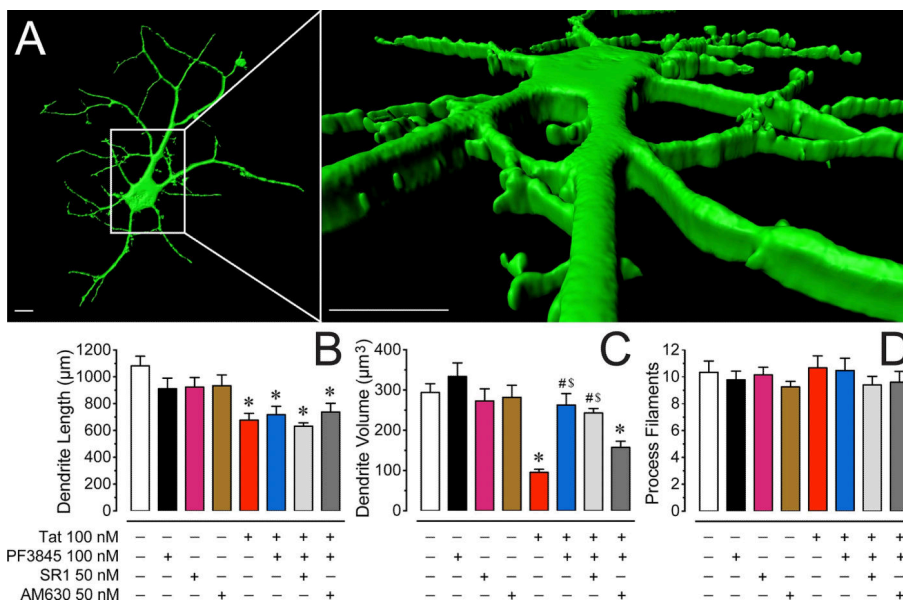 A
B
Dendrite Length (µm)
1200
1000
800
600
400
200
0
* * * *
C
Dendrite Volume (µm³)
400
300
200
100
0
* #$ #$ *
D
Process Filaments
12
10
8
6
4
2
0
Tat 100 nM – – – – + + + + – – – – + + + + – – – – + + + +
PF3845 100 nM – + – – – + + + – + – – – + + + – + – – – + + +
SR1 50 nM – – + – – – + – – – + – – – + – – – + – – – + –
AM630 50 nM – – – + – – – + – – – + – – – + – – – + – – – +